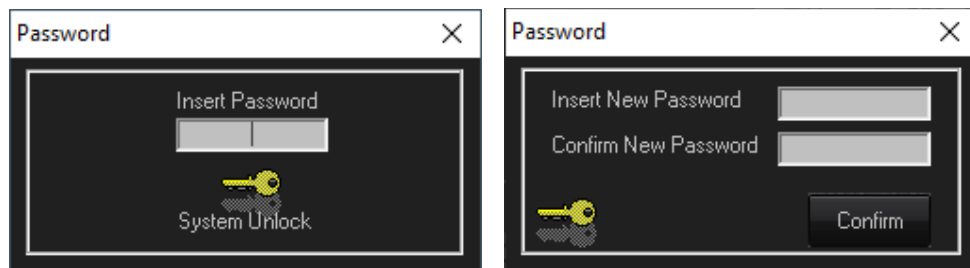 Password
Insert Password
System Unlock
Password
Insert New Password
Confirm New Password
Confirm